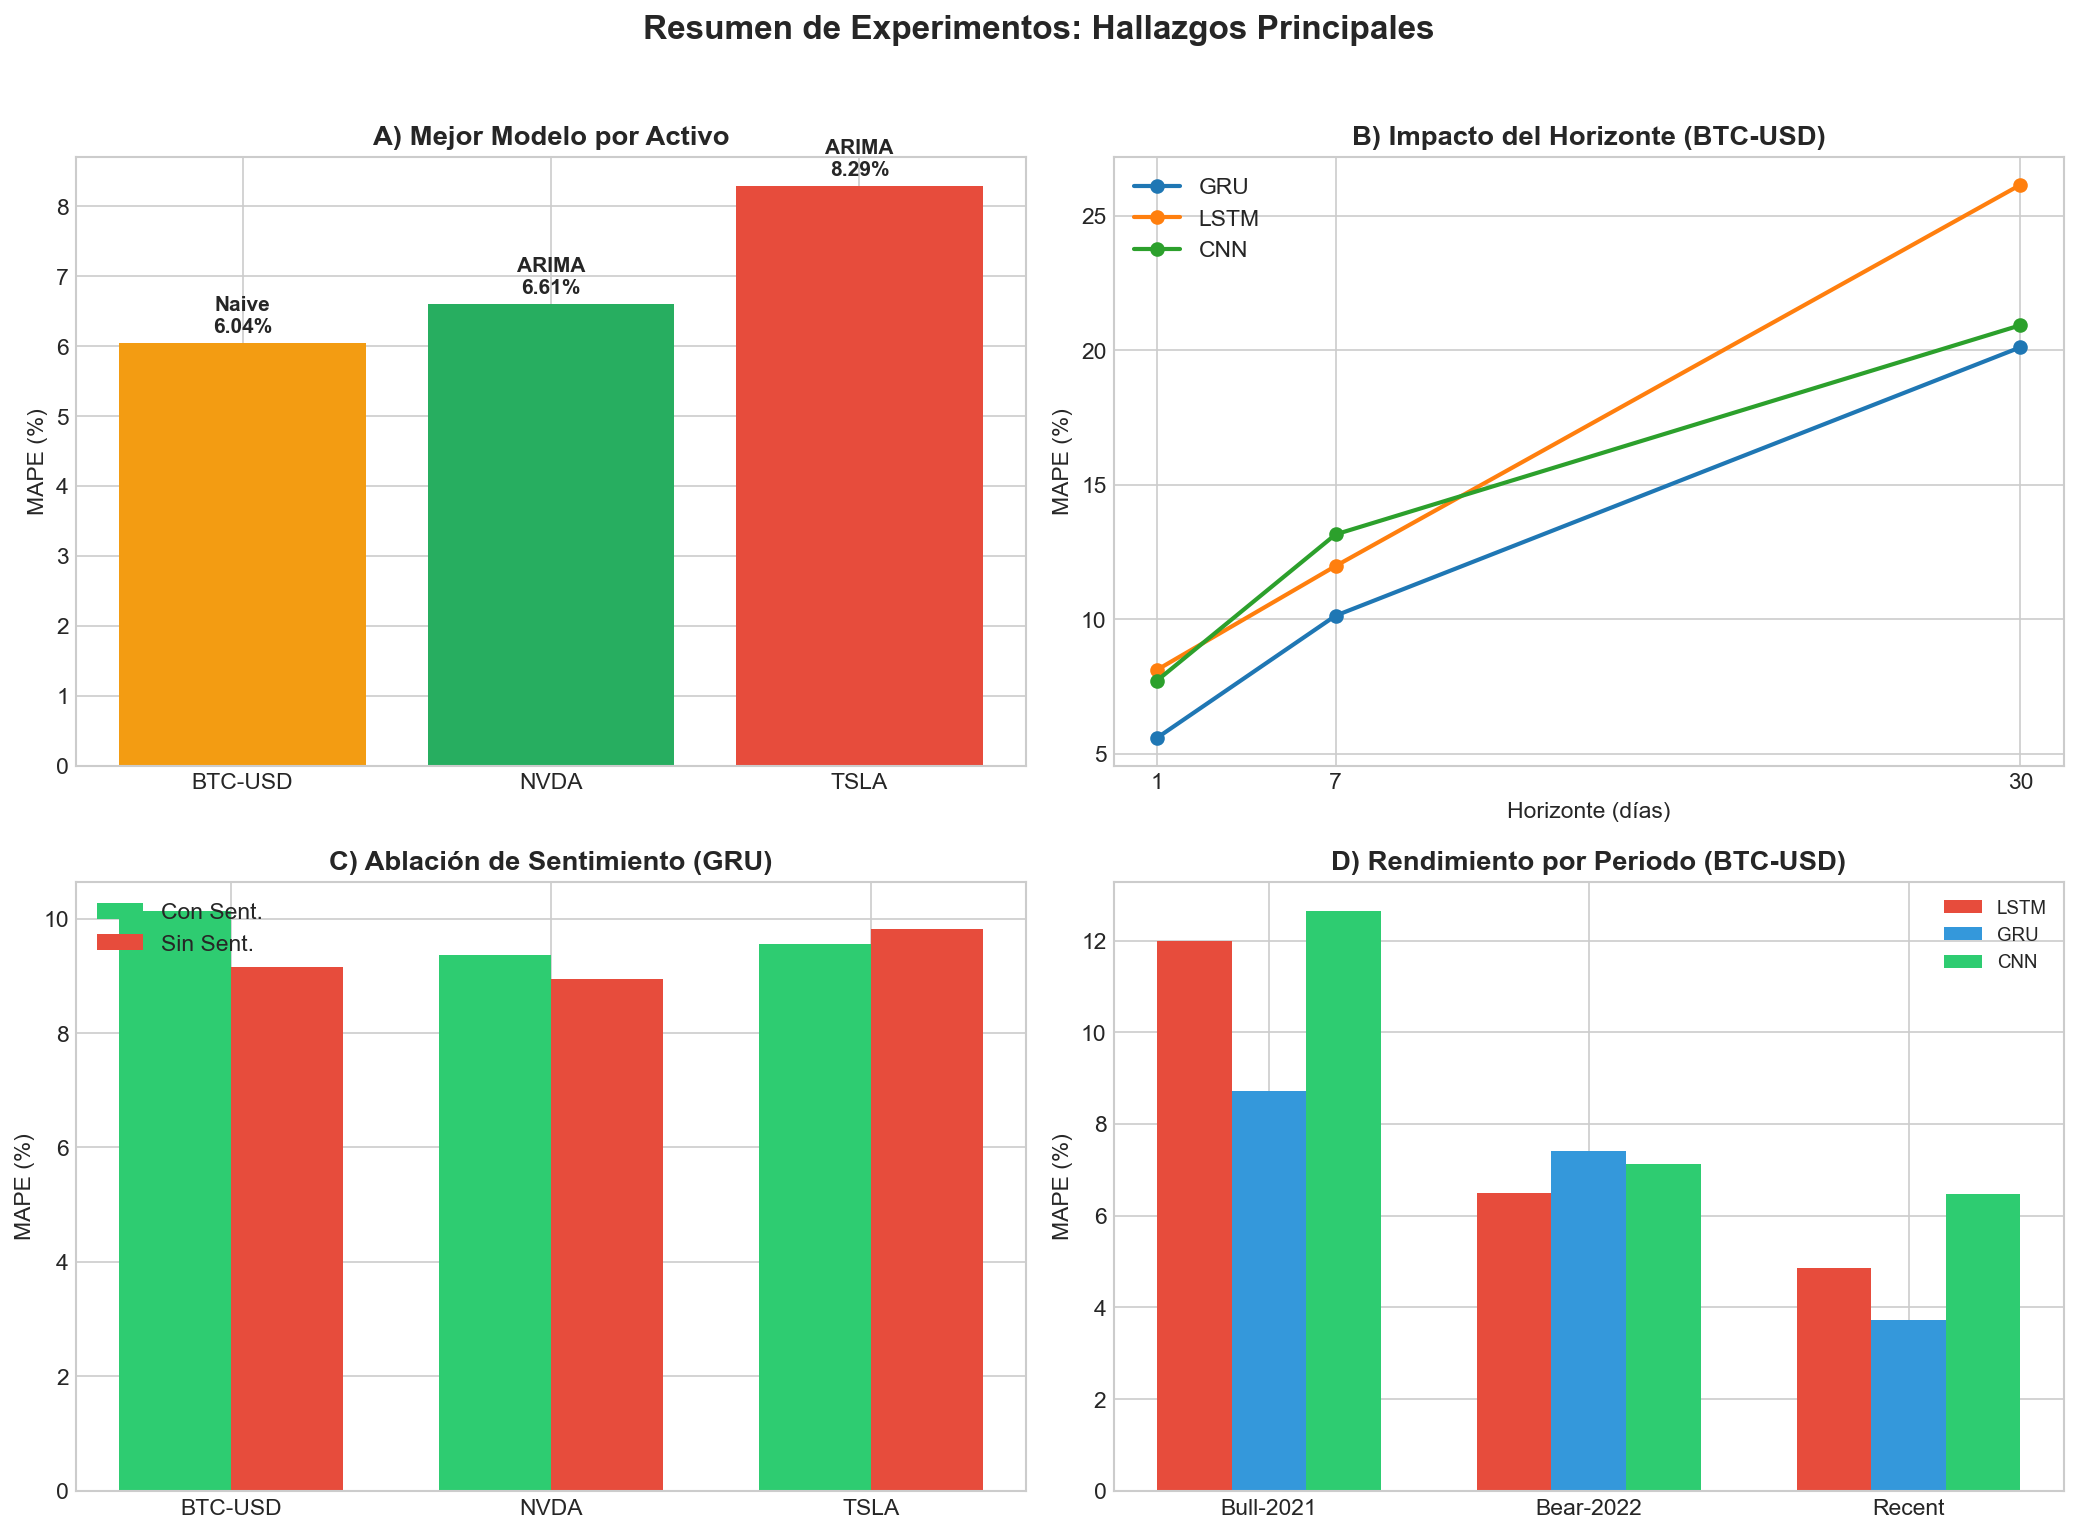 Resumen de Experimentos: Hallazgos Principales
A) Mejor Modelo por Activo
MAPE (%)
8
7
6
5
4
3
2
1
0
Naive
6.04%
ARIMA
6.61%
ARIMA
8.29%
BTC-USD
NVDA
TSLA
B) Impacto del Horizonte (BTC-USD)
MAPE (%)
25
20
15
10
5
GRU
LSTM
CNN
1
7
30
Horizonte (días)
C) Ablación de Sentimiento (GRU)
MAPE (%)
10
8
6
4
2
0
Con Sent.
Sin Sent.
BTC-USD
NVDA
TSLA
D) Rendimiento por Periodo (BTC-USD)
MAPE (%)
12
10
8
6
4
2
0
LSTM
GRU
CNN
Bull-2021
Bear-2022
Recent